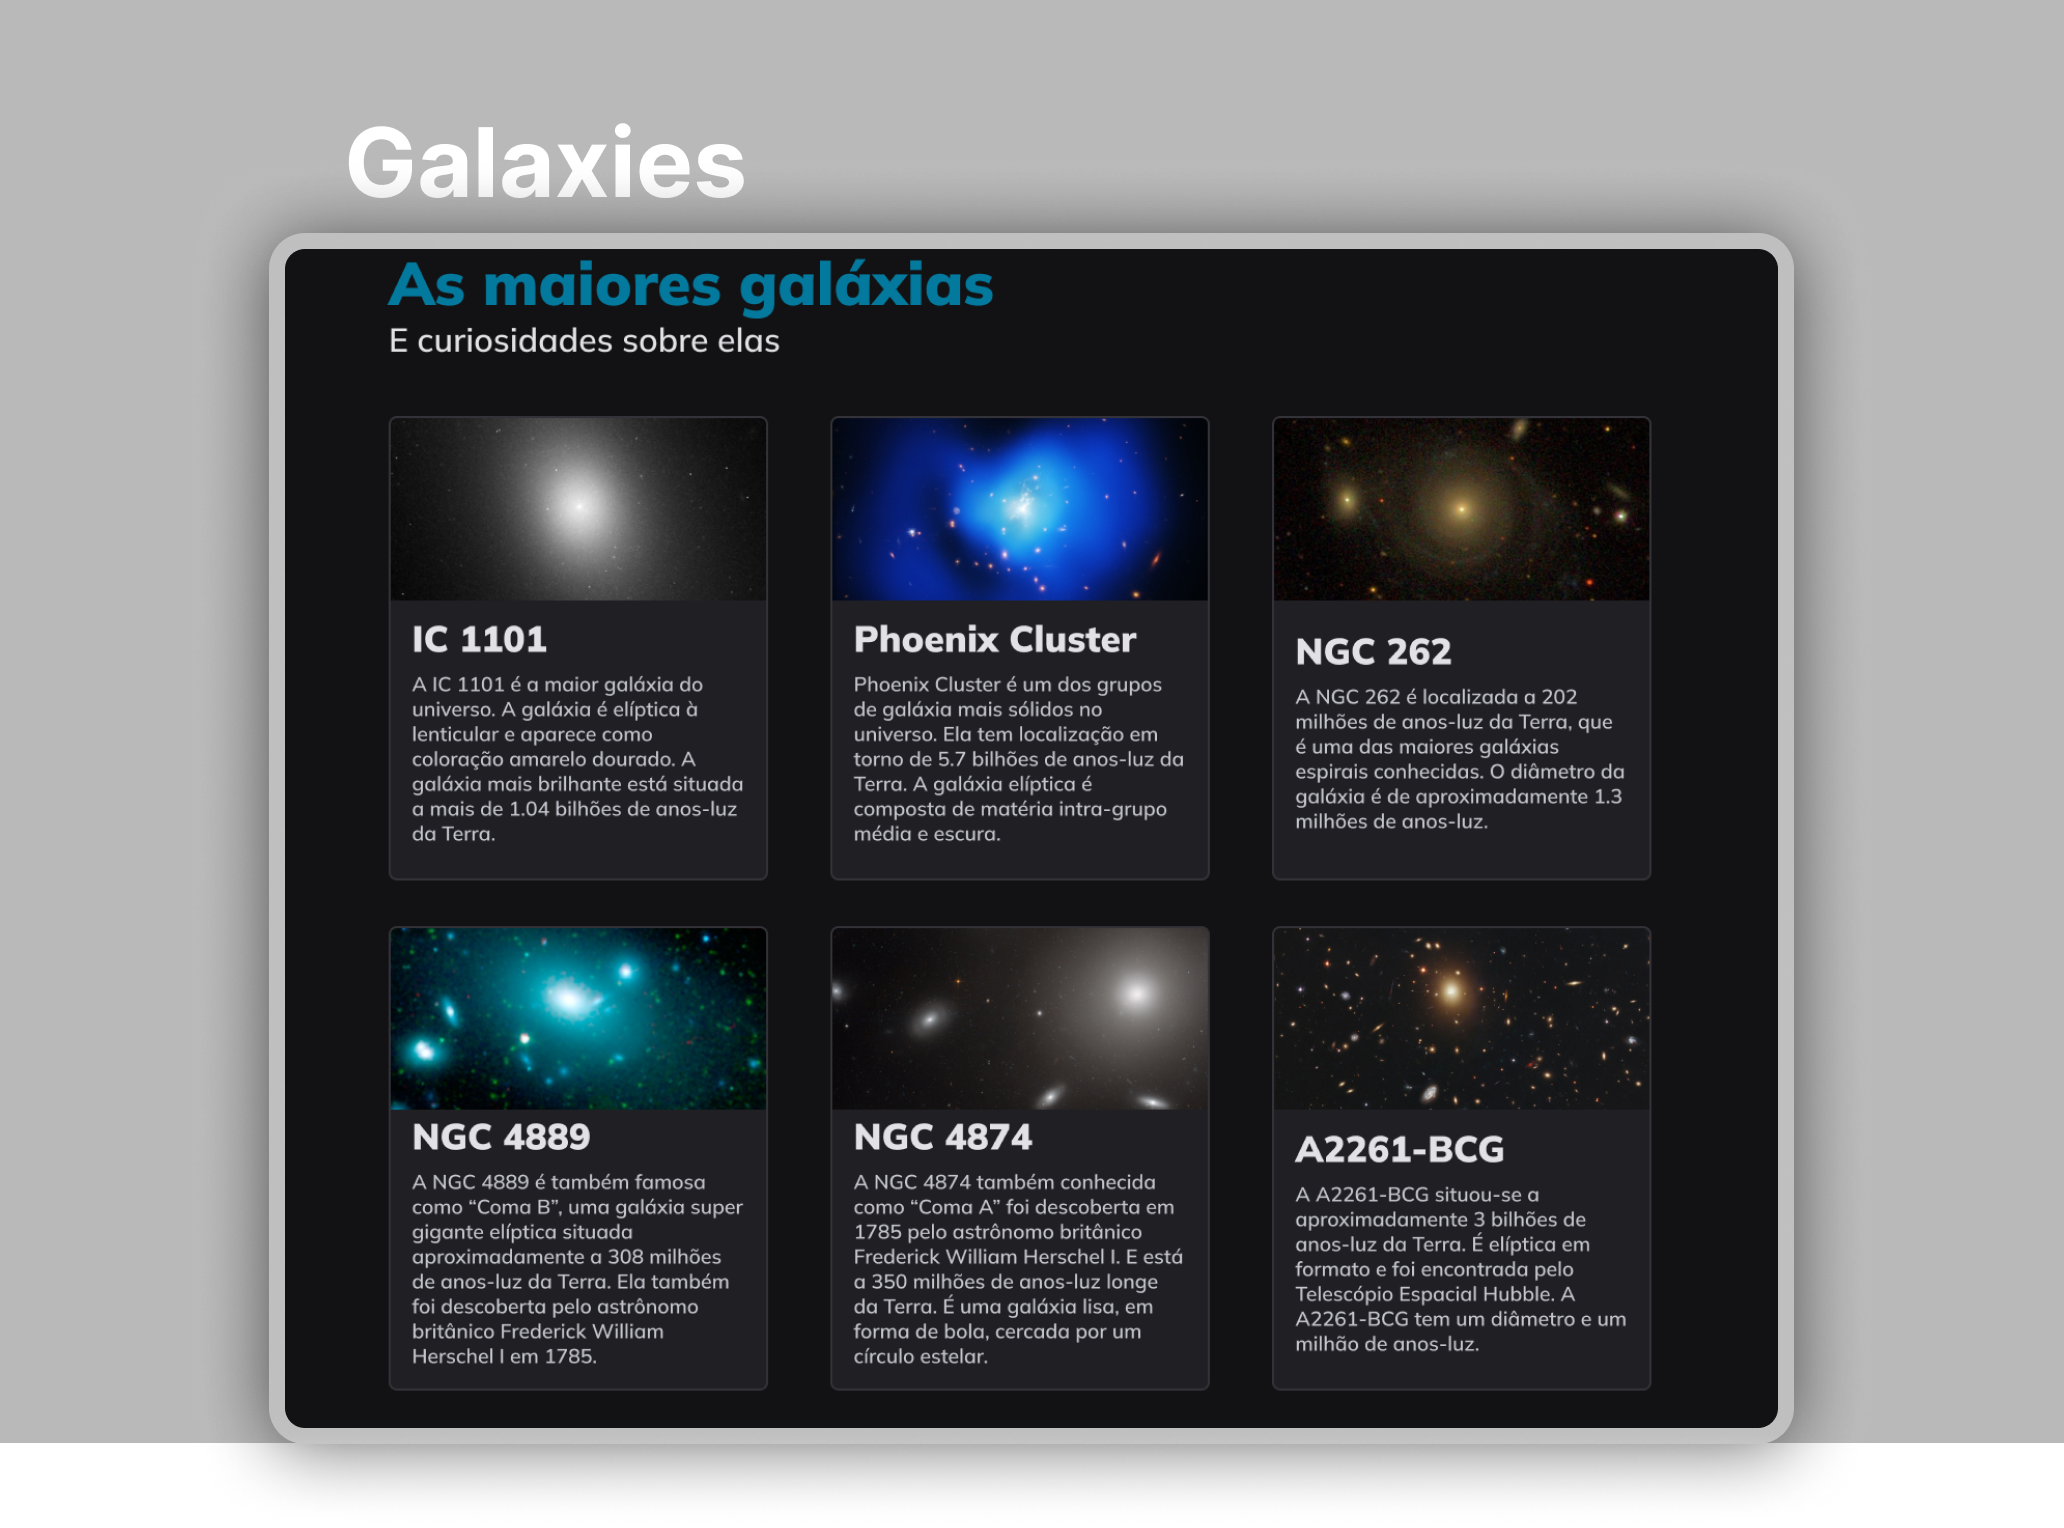 Galaxies
As maiores galáxias
E curiosidades sobre elas
IC 1101
A IC 1101 é a maior galáxia do
universo. A galáxia é elíptica à
lenticular e aparece como
coloração amarelo dourado. A
galáxia mais brilhante está situada
a mais de 1.04 bilhões de anos-luz
da Terra.
Phoenix Cluster
Phoenix Cluster é um dos grupos
de galáxia mais sólidos no
universo. Ela tem localização em
torno de 5.7 bilhões de anos-luz da
Terra. A galáxia elíptica é
composta de matéria intra-grupo
média e escura.
NGC 262
A NGC 262 é localizada a 202
milhões de anos-luz da Terra, que
é uma das maiores galáxias
espirais conhecidas. O diâmetro da
galáxia é de aproximadamente 1.3
milhões de anos-luz.
NGC 4889
A NGC 4889 é também famosa
como “Coma B”, uma galáxia super
gigante elíptica situada
aproximadamente a 308 milhões
de anos-luz da Terra. Ela também
foi descoberta pelo astrônomo
britânico Frederick William
Herschel I em 1785.
NGC 4874
A NGC 4874 também conhecida
como “Coma A” foi descoberta em
1785 pelo astrônomo britânico
Frederick William Herschel I. E está
a 350 milhões de anos-luz longe
da Terra. É uma galáxia lisa, em
forma de bola, cercada por um
círculo estelar.
A2261-BCG
A A2261-BCG situou-se a
aproximadamente 3 bilhões de
anos-luz da Terra. É elíptica em
formato e foi encontrada pelo
Telescópio Espacial Hubble. A
A2261-BCG tem um diâmetro e um
milhão de anos-luz.